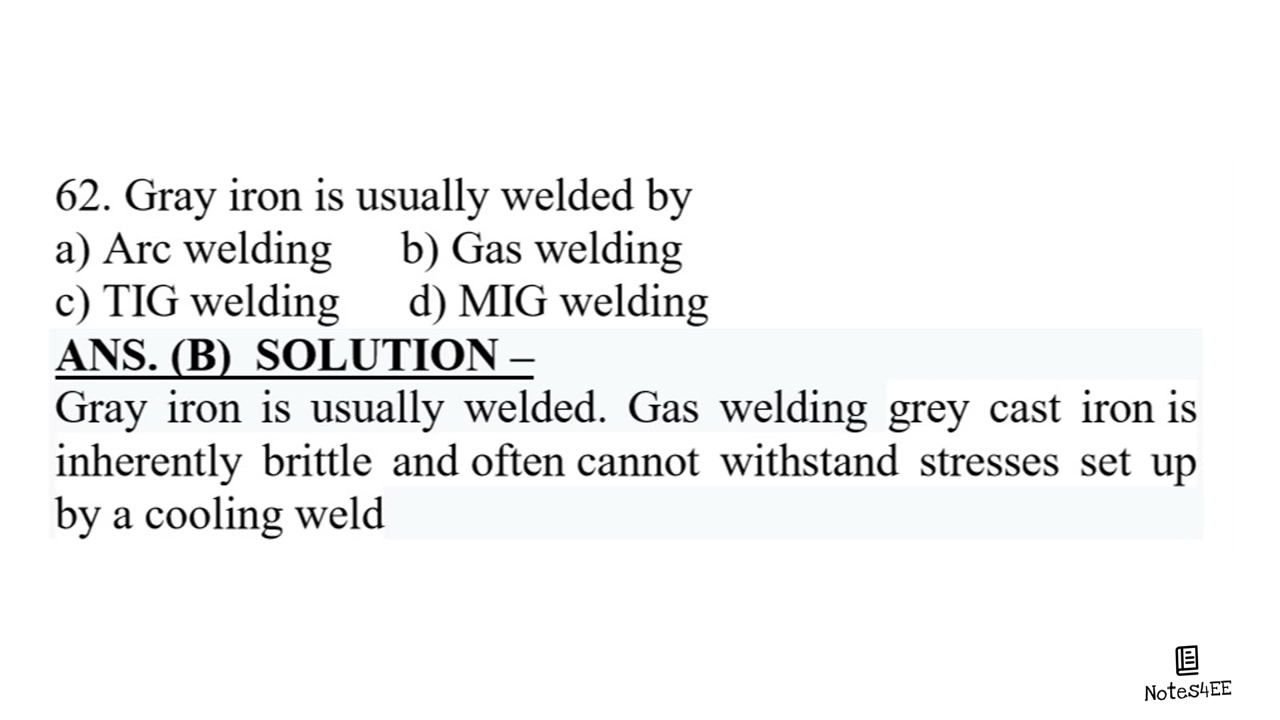 62. Gray iron is usually welded by
a) Arc welding b) Gas welding
c) TIG welding d) MIG welding
ANS. (B) SOLUTION –
Gray iron is usually welded. Gas welding grey cast iron is
inherently brittle and often cannot withstand stresses set up
by a cooling weld
Notes4EE